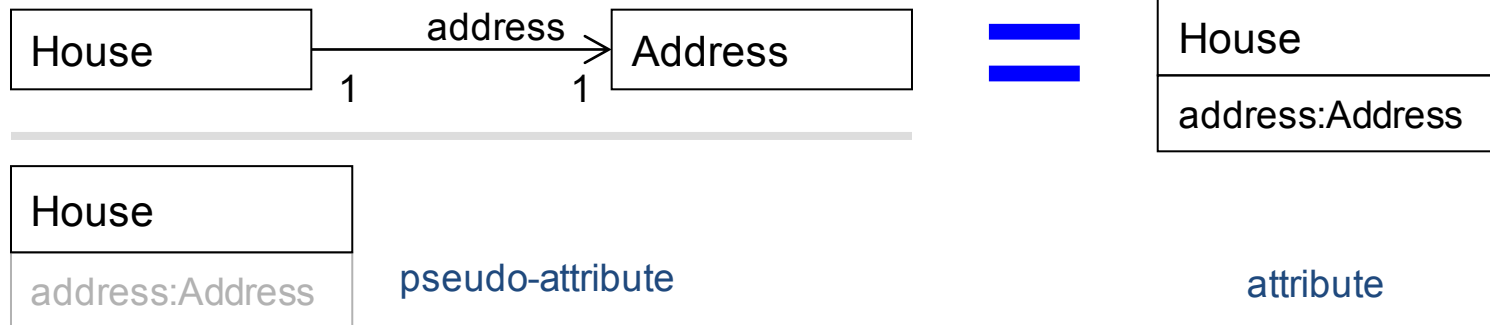 House
address
Address
1
1
House
address:Address
House
address:Address
pseudo-attribute
attribute